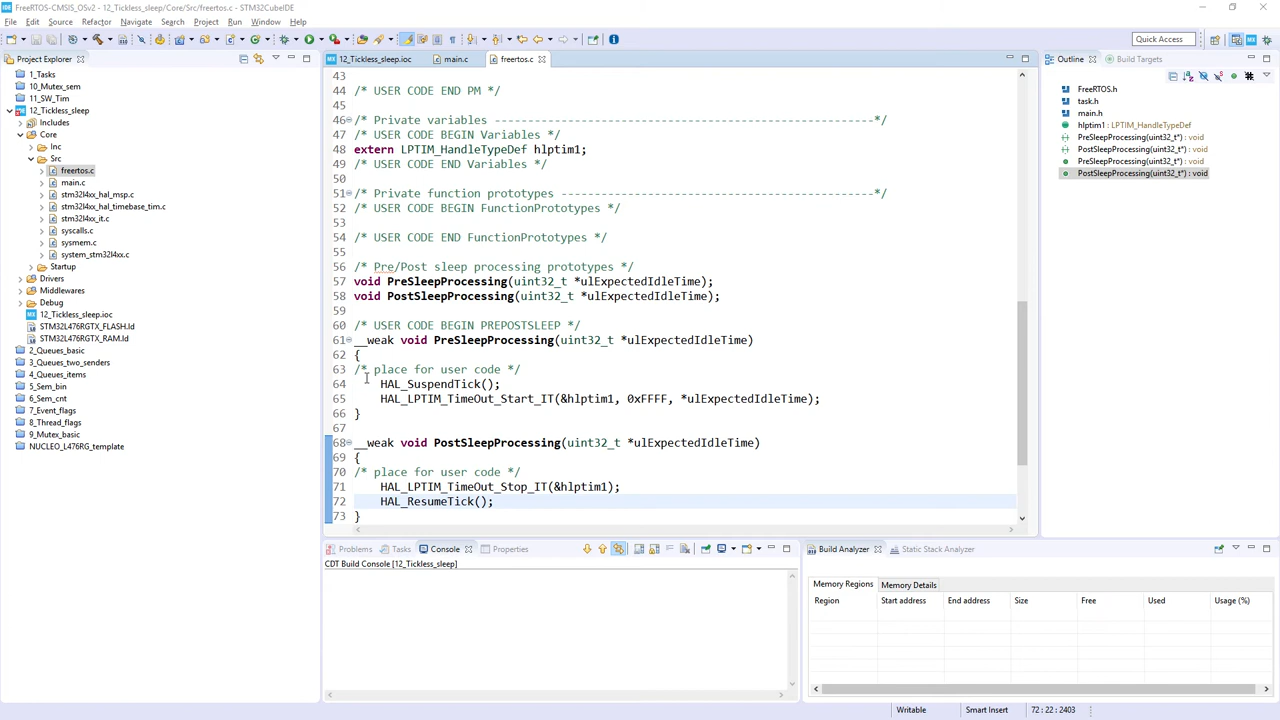 FreeRTOS-CMSIS_OSv2 - 12_Tickless_sleep/Core/Src/freertos.c - STM32CubeIDE
File Edit Source Refactor Navigate Search Project Run Window Help
Quick Access
Project Explorer
1_Tasks
10_Mutex_sem
11_SW_Tim
12_Tickless_sleep
Includes
Core
Inc
Src
freertos.c
main.c
stm32l4xx_hal_msp.c
stm32l4xx_hal_timebase_tim.c
stm32l4xx_it.c
syscalls.c
sysmem.c
system_stm32l4xx.c
Startup
Drivers
Middlewares
Debug
12_Tickless_sleep.ioc
STM32L476RGTX_FLASH.ld
STM32L476RGTX_RAM.ld
2_Queues_basic
3_Queues_two_senders
4_Queues_items
5_Sem_bin
6_Sem_cnt
7_Event_flags
8_Thread_flags
9_Mutex_basic
NUCLEO_L476RG_template
12_Tickless_sleep.ioc main.c freertos.c
43
44 /* USER CODE END PM */
45
46 /* Private variables ---------------------------------------------------------*/
47 /* USER CODE BEGIN Variables */
48 extern LPTIM_HandleTypeDef hlptim1;
49 /* USER CODE END Variables */
50
51 /* Private function prototypes -----------------------------------------------*/
52 /* USER CODE BEGIN FunctionPrototypes */
53
54 /* USER CODE END FunctionPrototypes */
55
56 /* Pre/Post sleep processing prototypes */
57 void PreSleepProcessing(uint32_t *ulExpectedIdleTime);
58 void PostSleepProcessing(uint32_t *ulExpectedIdleTime);
59
60 /* USER CODE BEGIN PREPOSTSLEEP */
61 __weak void PreSleepProcessing(uint32_t *ulExpectedIdleTime)
62 {
63 /* place for user code */
64 HAL_SuspendTick();
65 HAL_LPTIM_TimeOut_Start_IT(&hlptim1, 0xFFFF, *ulExpectedIdleTime);
66 }
67
68 __weak void PostSleepProcessing(uint32_t *ulExpectedIdleTime)
69 {
70 /* place for user code */
71 HAL_LPTIM_TimeOut_Stop_IT(&hlptim1);
72 HAL_ResumeTick();
73 }
Outline Build Targets
FreeRTOS.h
task.h
main.h
hlptim1 : LPTIM_HandleTypeDef
PreSleepProcessing(uint32_t*) : void
PostSleepProcessing(uint32_t*) : void
PreSleepProcessing(uint32_t*) : void
PostSleepProcessing(uint32_t*) : void
Problems Tasks Console Properties
CDT Build Console [12_Tickless_sleep]
Build Analyzer Static Stack Analyzer
Memory Regions Memory Details
Region Start address End address Size Free Used Usage (%)
Writable Smart Insert 72 : 22 : 2403